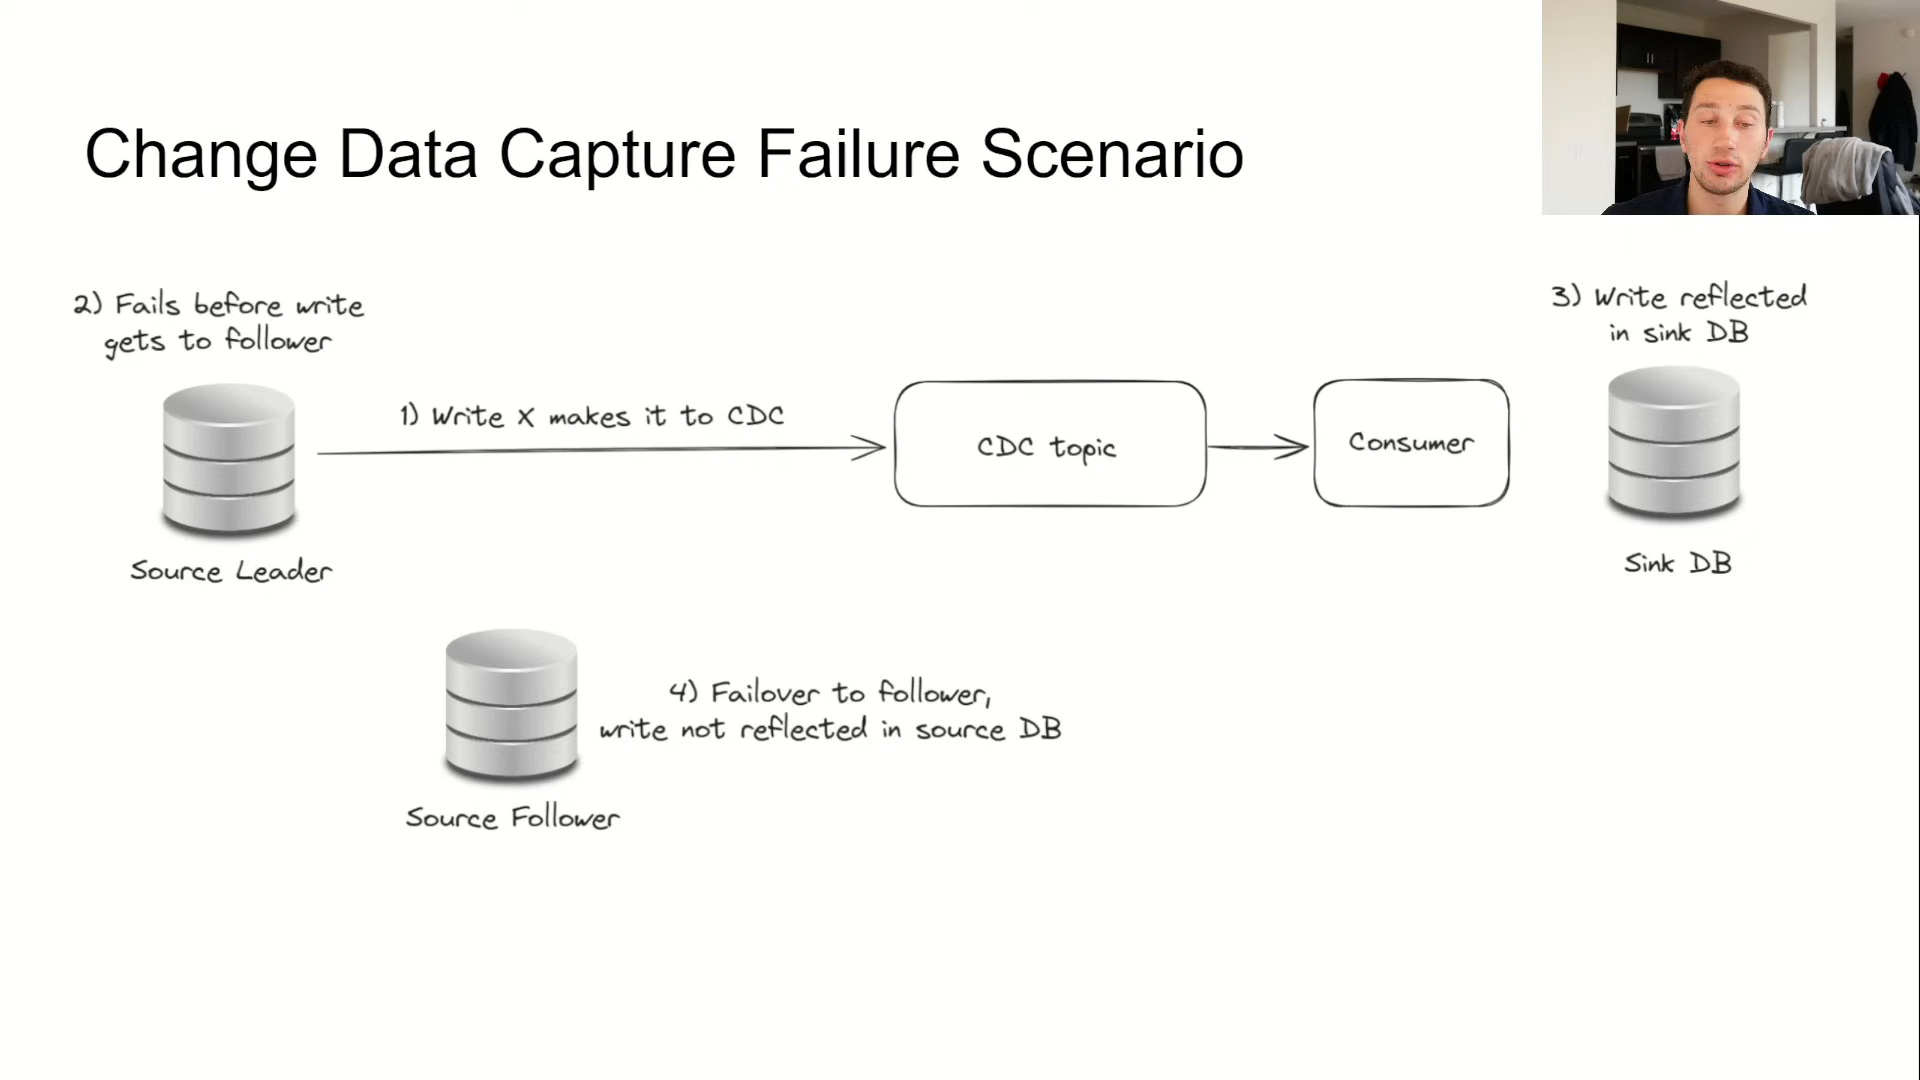 Change Data Capture Failure Scenario
2) Fails before write
gets to follower
3) Write reflected
in sink DB
1) Write X makes it to CDC
CDC topic
Consumer
Source Leader
Sink DB
4) Failover to follower,
write not reflected in source DB
Source Follower